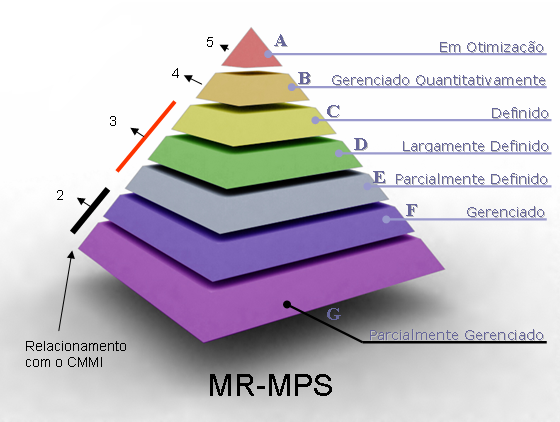 5
A
Em Otimização
4
B
Gerenciado Quantitativamente
3
C
Definido
D
Largamente Definido
2
E
Parcialmente Definido
F
Gerenciado
G
Parcialmente Gerenciado
Relacionamento
com o CMMI
MR-MPS